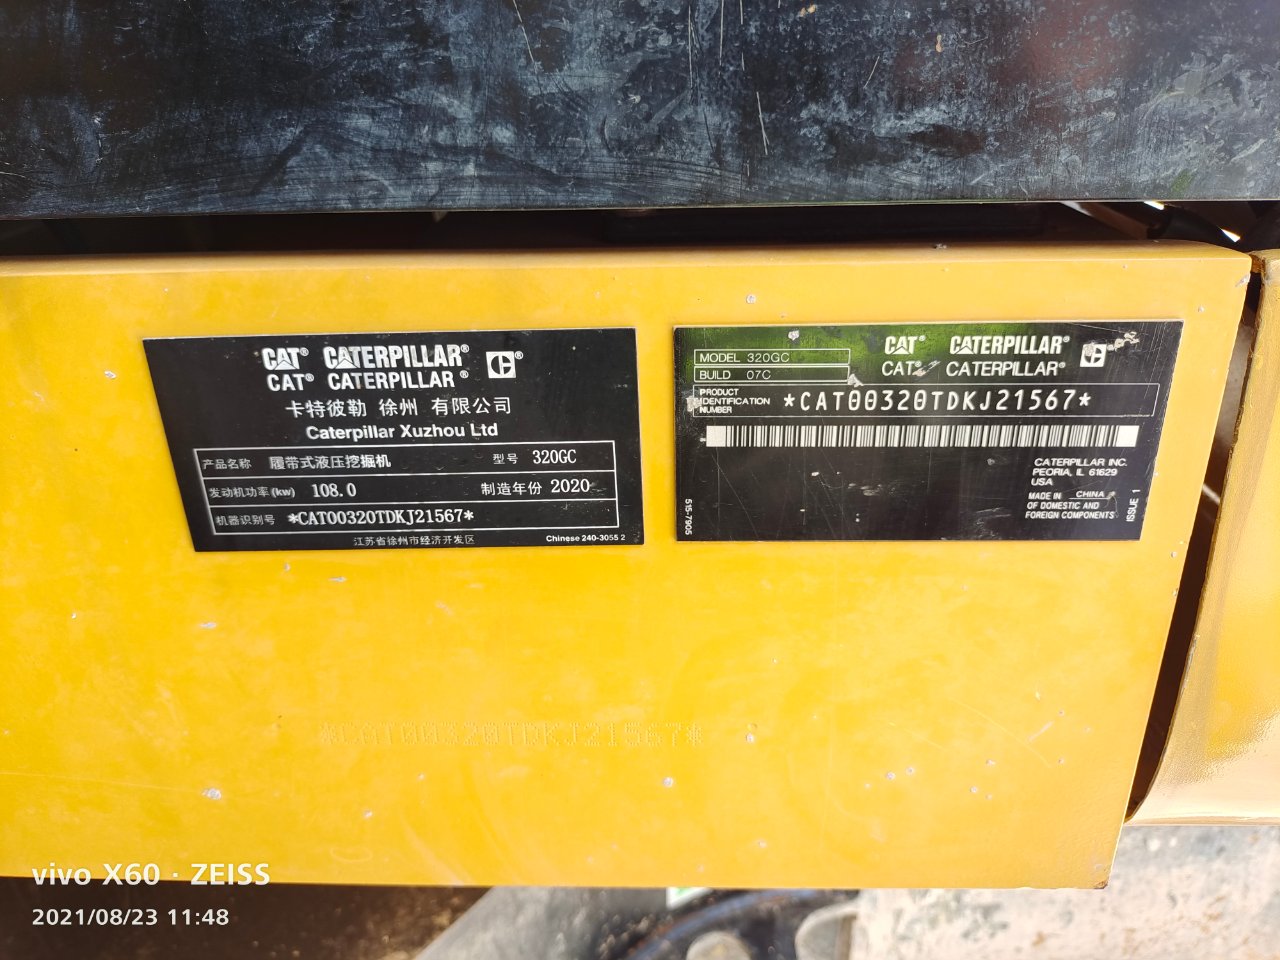 CAT® CATERPILLAR®
CAT® CATERPILLAR®
卡特彼勒 徐州 有限公司
Caterpillar Xuzhou Ltd
产品名称 履带式液压挖掘机 型号 320GC
发动机功率(kw) 108.0 制造年份 2020
机器识别号 *CAT00320TDKJ21567*
江苏省徐州市经济开发区 Chinese 240-3055 2
MODEL 320GC
BUILD 07C
CAT® CATERPILLAR®
CAT® CATERPILLAR®
PRODUCT IDENTIFICATION NUMBER
*CAT00320TDKJ21567*
CATERPILLAR INC.
PEORIA, IL 61629
USA
MADE IN CHINA
OF DOMESTIC AND
FOREIGN COMPONENTS
515-7905
ISSUE 1
*CAT00320TDKJ21567*
vivo X60 · ZEISS
2021/08/23 11:48